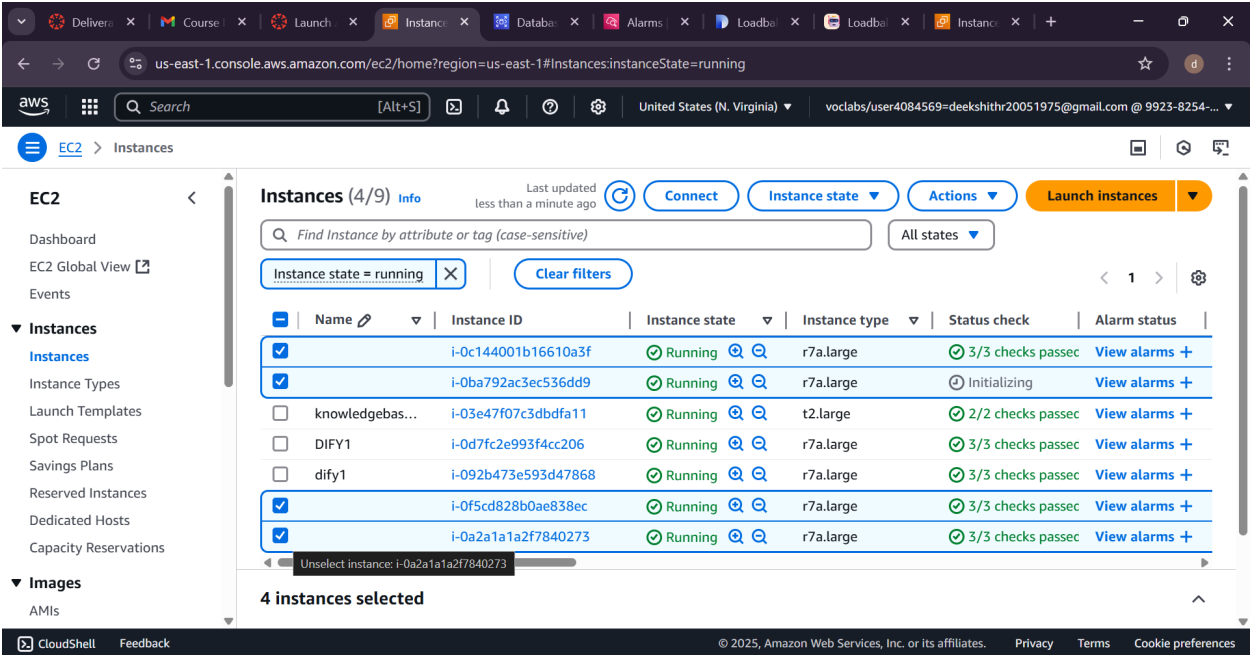 Delivera
Course
Launch
Instance
Databas
Alarms
Loadbal
Loadbal
Instance
us-east-1.console.aws.amazon.com/ec2/home?region=us-east-1#Instances:instanceState=running
d
aws
Search
[Alt+S]
United States (N. Virginia)
voclabs/user4084569=deekshithr20051975@gmail.com @ 9923-8254-...
EC2 > Instances
EC2
Dashboard
EC2 Global View
Events
Instances
Instances
Instance Types
Launch Templates
Spot Requests
Savings Plans
Reserved Instances
Dedicated Hosts
Capacity Reservations
Images
AMIs
Instances (4/9) Info
Last updated
less than a minute ago
Connect
Instance state
Actions
Launch instances
Find Instance by attribute or tag (case-sensitive)
All states
Instance state = running
Clear filters
1
Name Instance ID Instance state Instance type Status check Alarm status
i-0c144001b16610a3f Running r7a.large 3/3 checks passec View alarms +
i-0ba792ac3ec536dd9 Running r7a.large Initializing View alarms +
knowledgebas... i-03e47f07c3dbdfa11 Running t2.large 2/2 checks passec View alarms +
DIFY1 i-0d7fc2e993f4cc206 Running r7a.large 3/3 checks passec View alarms +
dify1 i-092b473e593d47868 Running r7a.large 3/3 checks passec View alarms +
i-0f5cd828b0ae838ec Running r7a.large 3/3 checks passec View alarms +
i-0a2a1a1a2f7840273 Running r7a.large 3/3 checks passec View alarms +
Unselect instance: i-0a2a1a1a2f7840273
4 instances selected
CloudShell
Feedback
© 2025, Amazon Web Services, Inc. or its affiliates.
Privacy
Terms
Cookie preferences